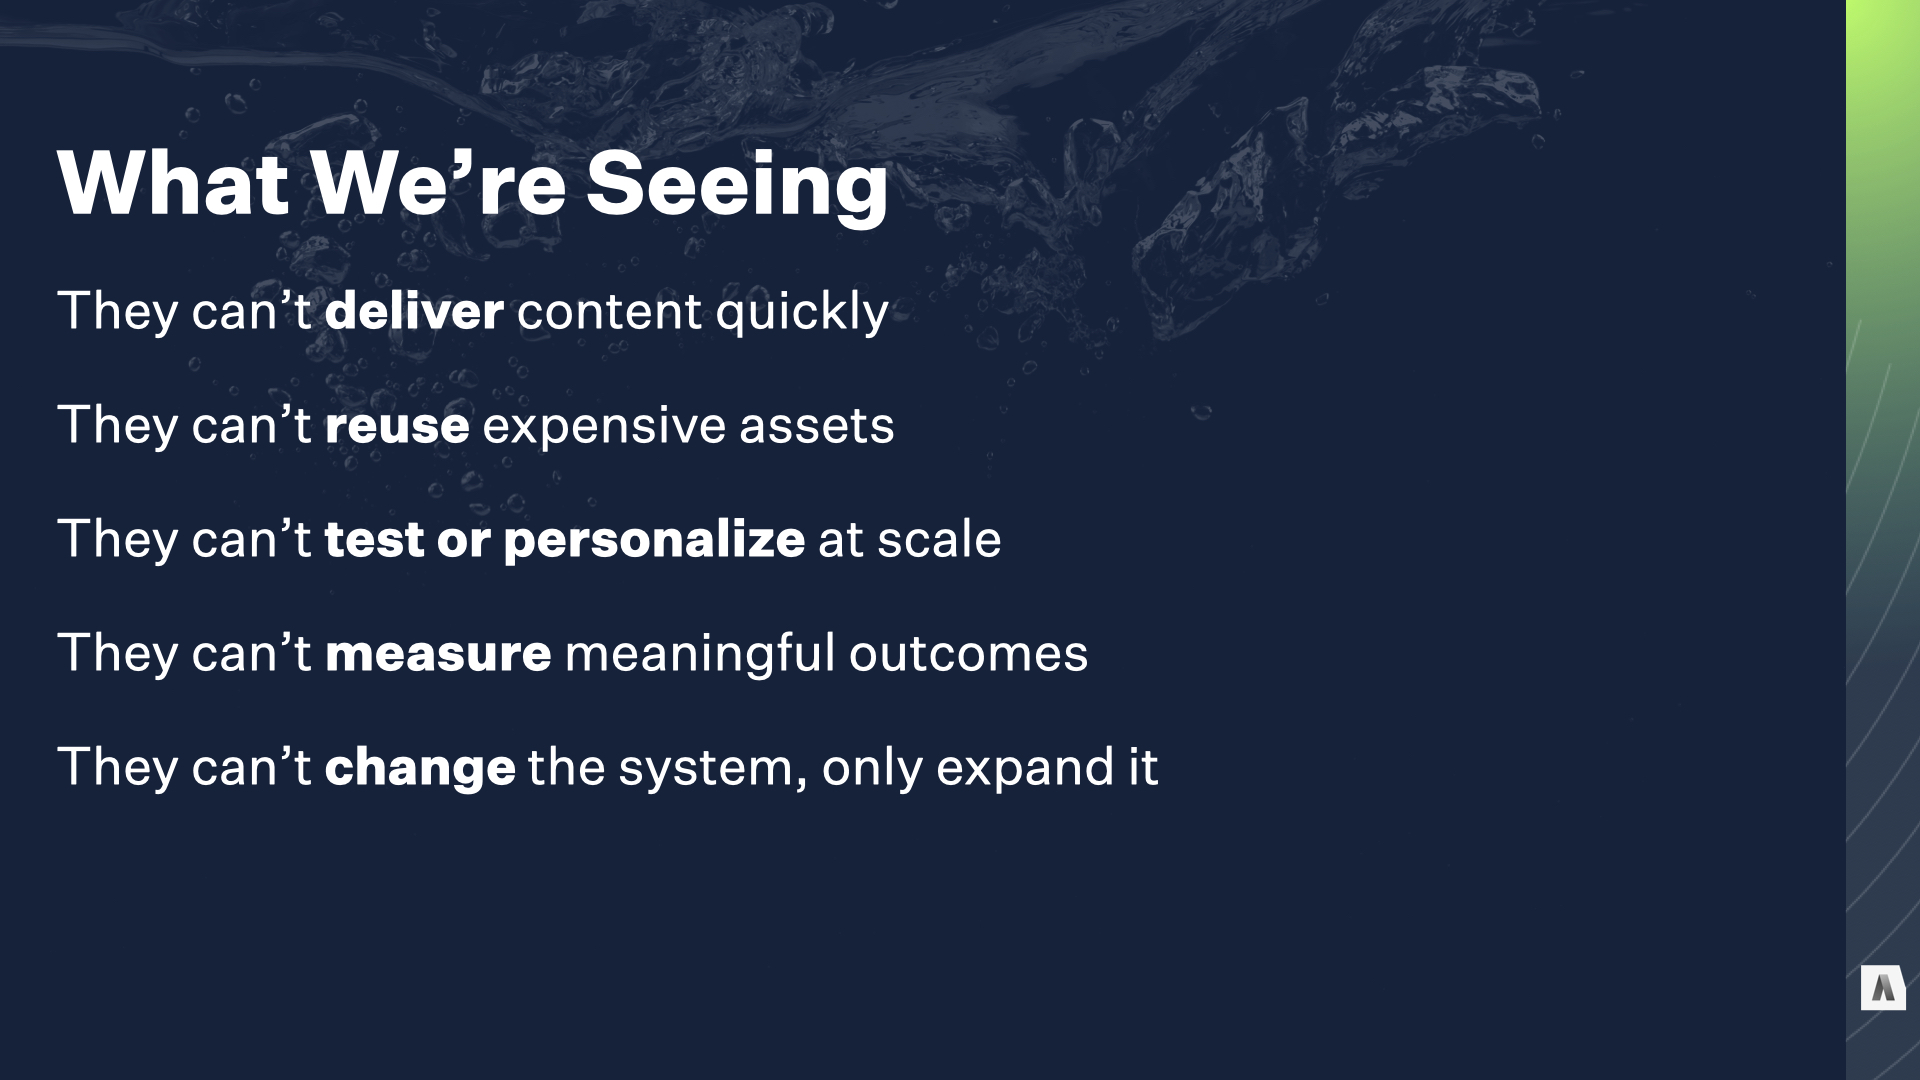 What We’re Seeing
They can’t deliver content quickly
They can’t reuse expensive assets
They can’t test or personalize at scale
They can’t measure meaningful outcomes
They can’t change the system, only expand it